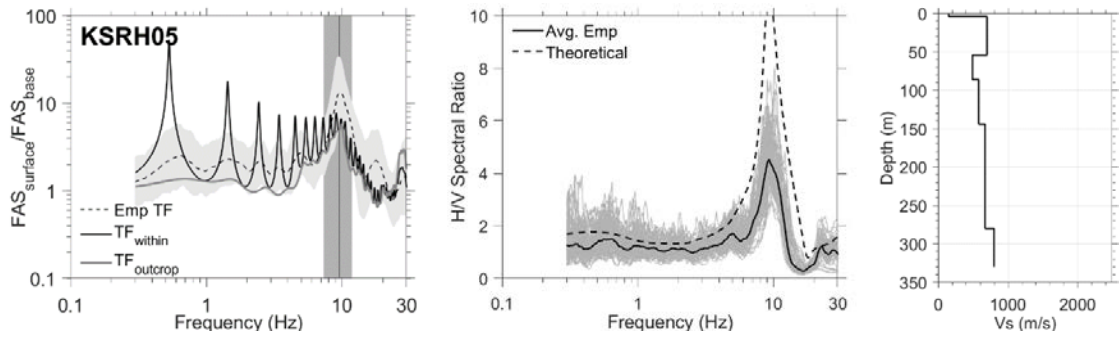 KSRH05
FAS_surface/FAS_base
100
10
1
0.1
Emp TF
TF_within
TF_outcrop
0.1 1 10 30
Frequency (Hz)
H/V Spectral Ratio
10
8
6
4
2
0
Avg. Emp
Theoretical
0.1 1 10 30
Frequency (Hz)
Depth (m)
0
50
100
150
200
250
300
350
0 1000 2000
Vs (m/s)